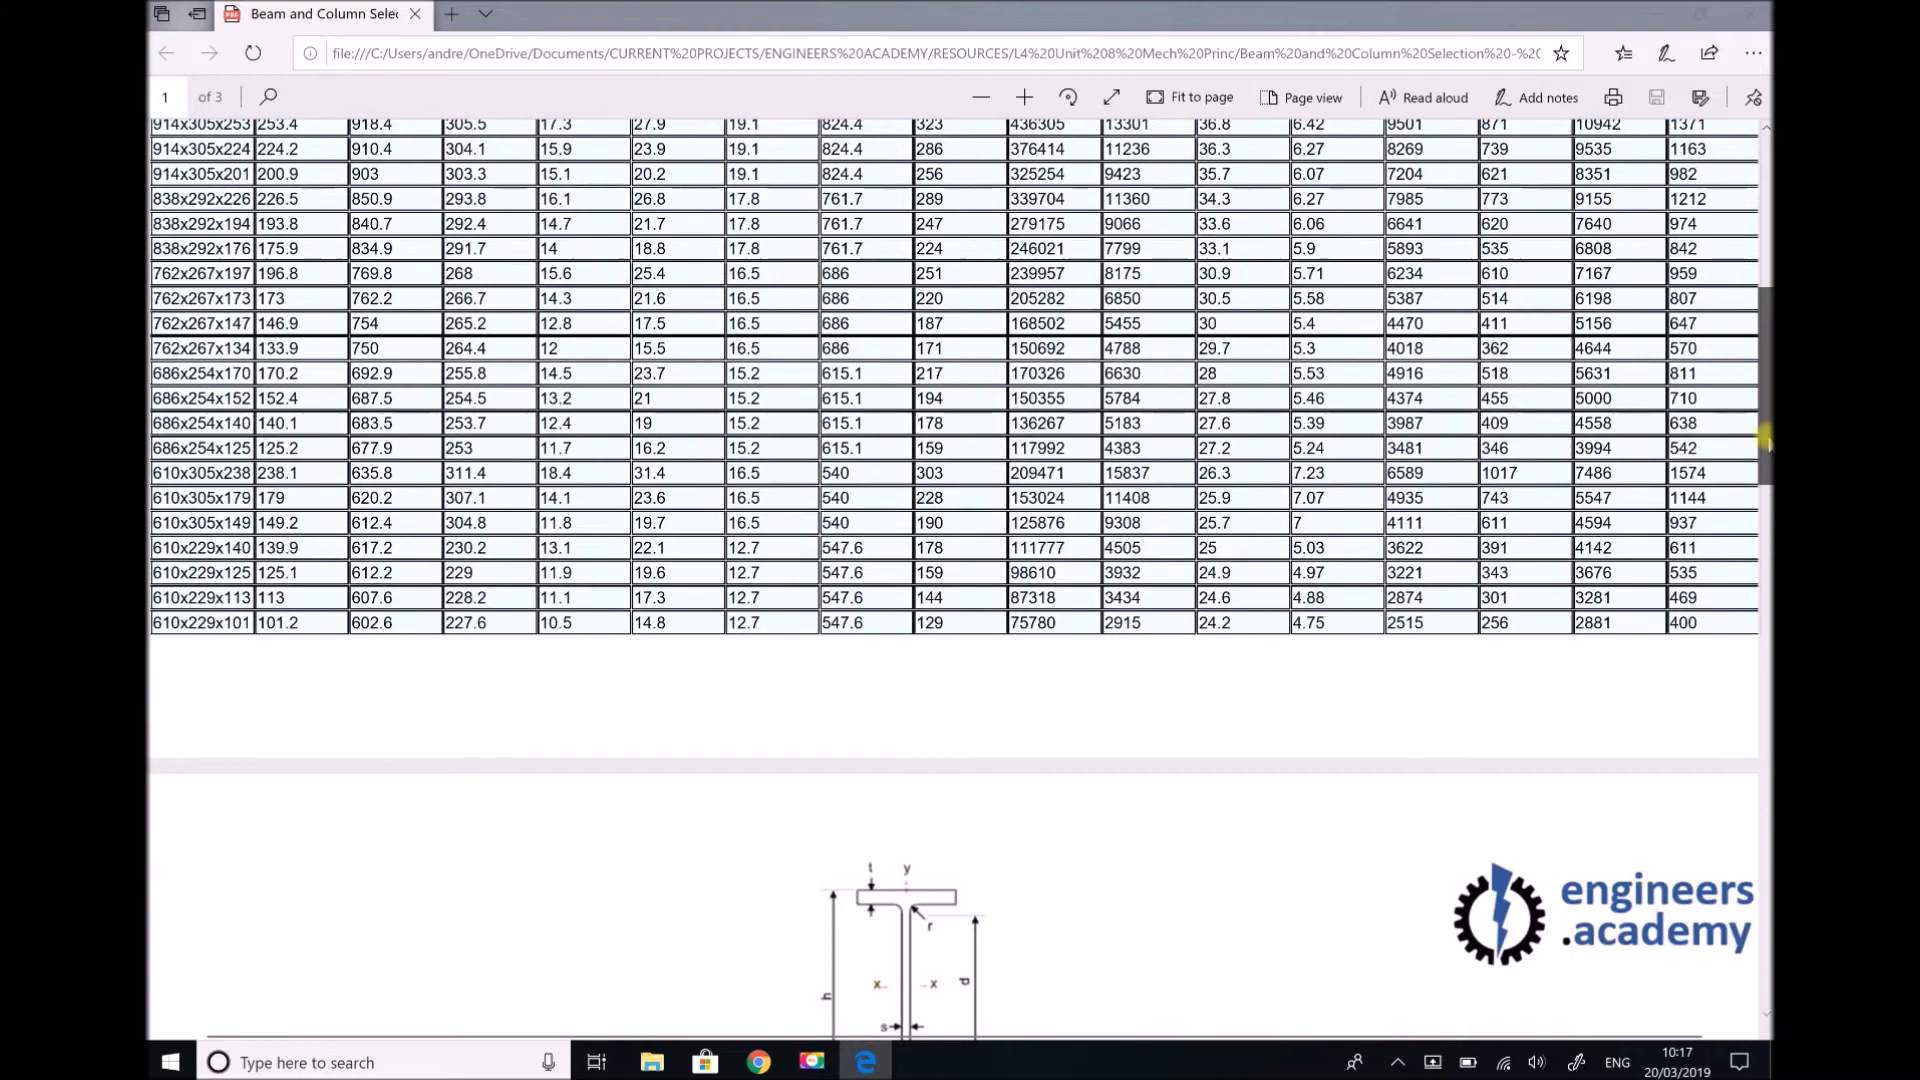 Beam and Column Selec
file:///C:/Users/andre/OneDrive/Documents/CURRENT%20PROJECTS/ENGINEERS%20ACADEMY/RESOURCES/L4%20Unit%208%20Mech%20Princ/Beam%20and%20Column%20Selection%20-%20(
1 of 3 Fit to page Page view Read aloud Add notes
914x305x253 253.4 918.4 305.5 17.3 27.9 19.1 824.4 323 436305 13301 36.8 6.42 9501 871 10942 1371
914x305x224 224.2 910.4 304.1 15.9 23.9 19.1 824.4 286 376414 11236 36.3 6.27 8269 739 9535 1163
914x305x201 200.9 903 303.3 15.1 20.2 19.1 824.4 256 325254 9423 35.7 6.07 7204 621 8351 982
838x292x226 226.5 850.9 293.8 16.1 26.8 17.8 761.7 289 339704 11360 34.3 6.27 7985 773 9155 1212
838x292x194 193.8 840.7 292.4 14.7 21.7 17.8 761.7 247 279175 9066 33.6 6.06 6641 620 7640 974
838x292x176 175.9 834.9 291.7 14 18.8 17.8 761.7 224 246021 7799 33.1 5.9 5893 535 6808 842
762x267x197 196.8 769.8 268 15.6 25.4 16.5 686 251 239957 8175 30.9 5.71 6234 610 7167 959
762x267x173 173 762.2 266.7 14.3 21.6 16.5 686 220 205282 6850 30.5 5.58 5387 514 6198 807
762x267x147 146.9 754 265.2 12.8 17.5 16.5 686 187 168502 5455 30 5.4 4470 411 5156 647
762x267x134 133.9 750 264.4 12 15.5 16.5 686 171 150692 4788 29.7 5.3 4018 362 4644 570
686x254x170 170.2 692.9 255.8 14.5 23.7 15.2 615.1 217 170326 6630 28 5.53 4916 518 5631 811
686x254x152 152.4 687.5 254.5 13.2 21 15.2 615.1 194 150355 5784 27.8 5.46 4374 455 5000 710
686x254x140 140.1 683.5 253.7 12.4 19 15.2 615.1 178 136267 5183 27.6 5.39 3987 409 4558 638
686x254x125 125.2 677.9 253 11.7 16.2 15.2 615.1 159 117992 4383 27.2 5.24 3481 346 3994 542
610x305x238 238.1 635.8 311.4 18.4 31.4 16.5 540 303 209471 15837 26.3 7.23 6589 1017 7486 1574
610x305x179 179 620.2 307.1 14.1 23.6 16.5 540 228 153024 11408 25.9 7.07 4935 743 5547 1144
610x305x149 149.2 612.4 304.8 11.8 19.7 16.5 540 190 125876 9308 25.7 7 4111 611 4594 937
610x229x140 139.9 617.2 230.2 13.1 22.1 12.7 547.6 178 111777 4505 25 5.03 3622 391 4142 611
610x229x125 125.1 612.2 229 11.9 19.6 12.7 547.6 159 98610 3932 24.9 4.97 3221 343 3676 535
610x229x113 113 607.6 228.2 11.1 17.3 12.7 547.6 144 87318 3434 24.6 4.88 2874 301 3281 469
610x229x101 101.2 602.6 227.6 10.5 14.8 12.7 547.6 129 75780 2915 24.2 4.75 2515 256 2881 400
t y
r
x x d
h
s
engineers
.academy
Type here to search
ENG
10:17
20/03/2019